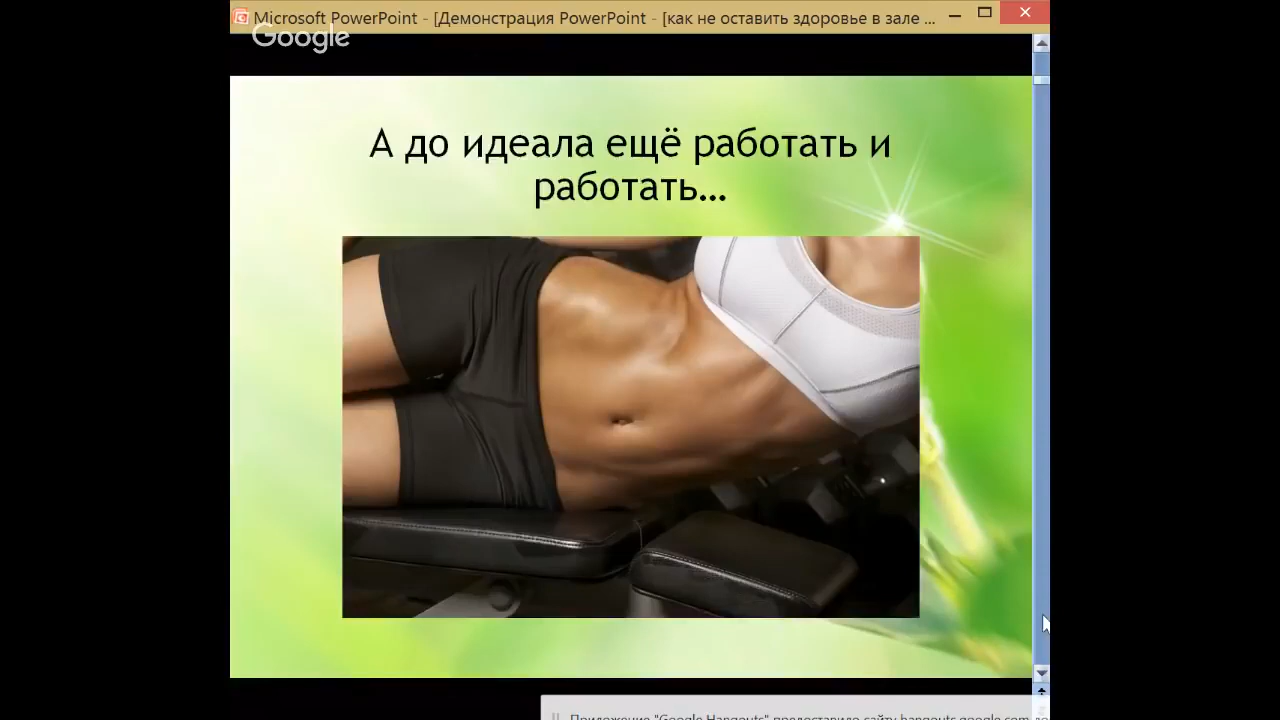 Microsoft PowerPoint - [Демонстрация PowerPoint - [как не оставить здоровье в зале ...
Google
А до идеала ещё работать и
работать...
Приложение "Google Hangouts" предоставило сайту hangouts.google.com до